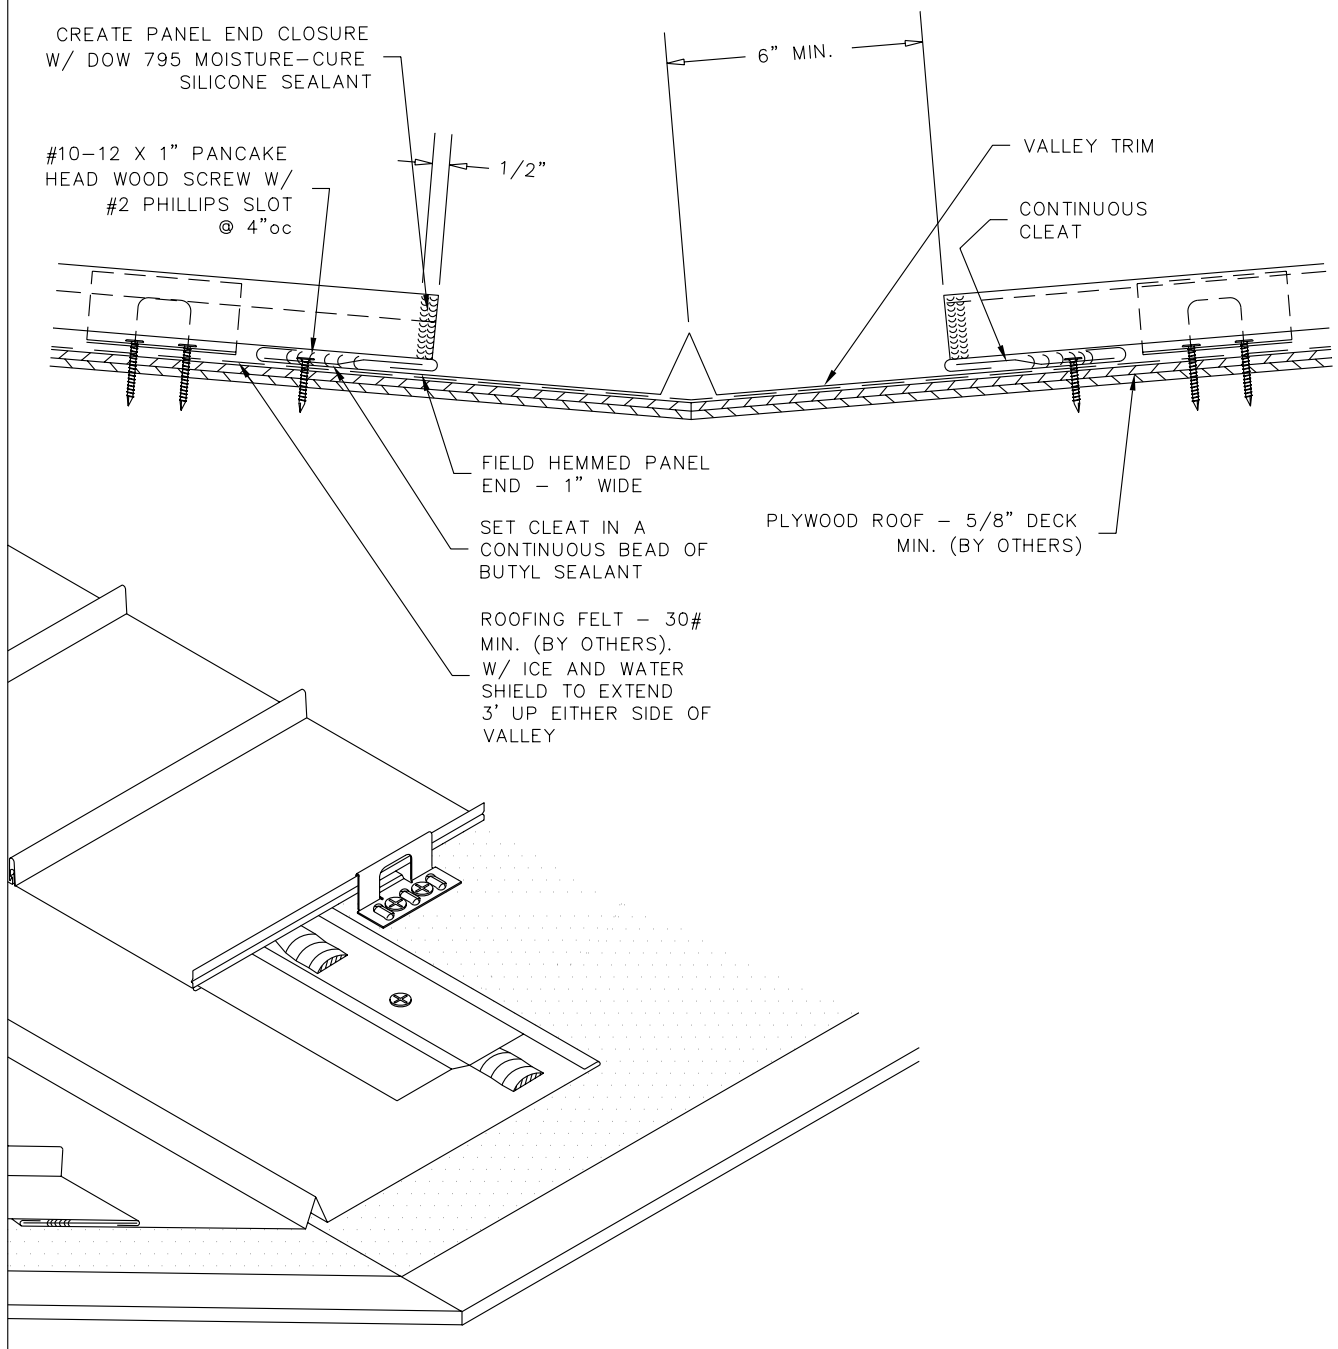 CREATE PANEL END CLOSURE
W/ DOW 795 MOISTURE-CURE
SILICONE SEALANT
6" MIN.
#10-12 X 1" PANCAKE
HEAD WOOD SCREW W/
#2 PHILLIPS SLOT
@ 4"oc
1/2"
VALLEY TRIM
CONTINUOUS
CLEAT
FIELD HEMMED PANEL
END - 1" WIDE
SET CLEAT IN A
CONTINUOUS BEAD OF
BUTYL SEALANT
PLYWOOD ROOF - 5/8" DECK
MIN. (BY OTHERS)
ROOFING FELT - 30#
MIN. (BY OTHERS).
W/ ICE AND WATER
SHIELD TO EXTEND
3' UP EITHER SIDE OF
VALLEY